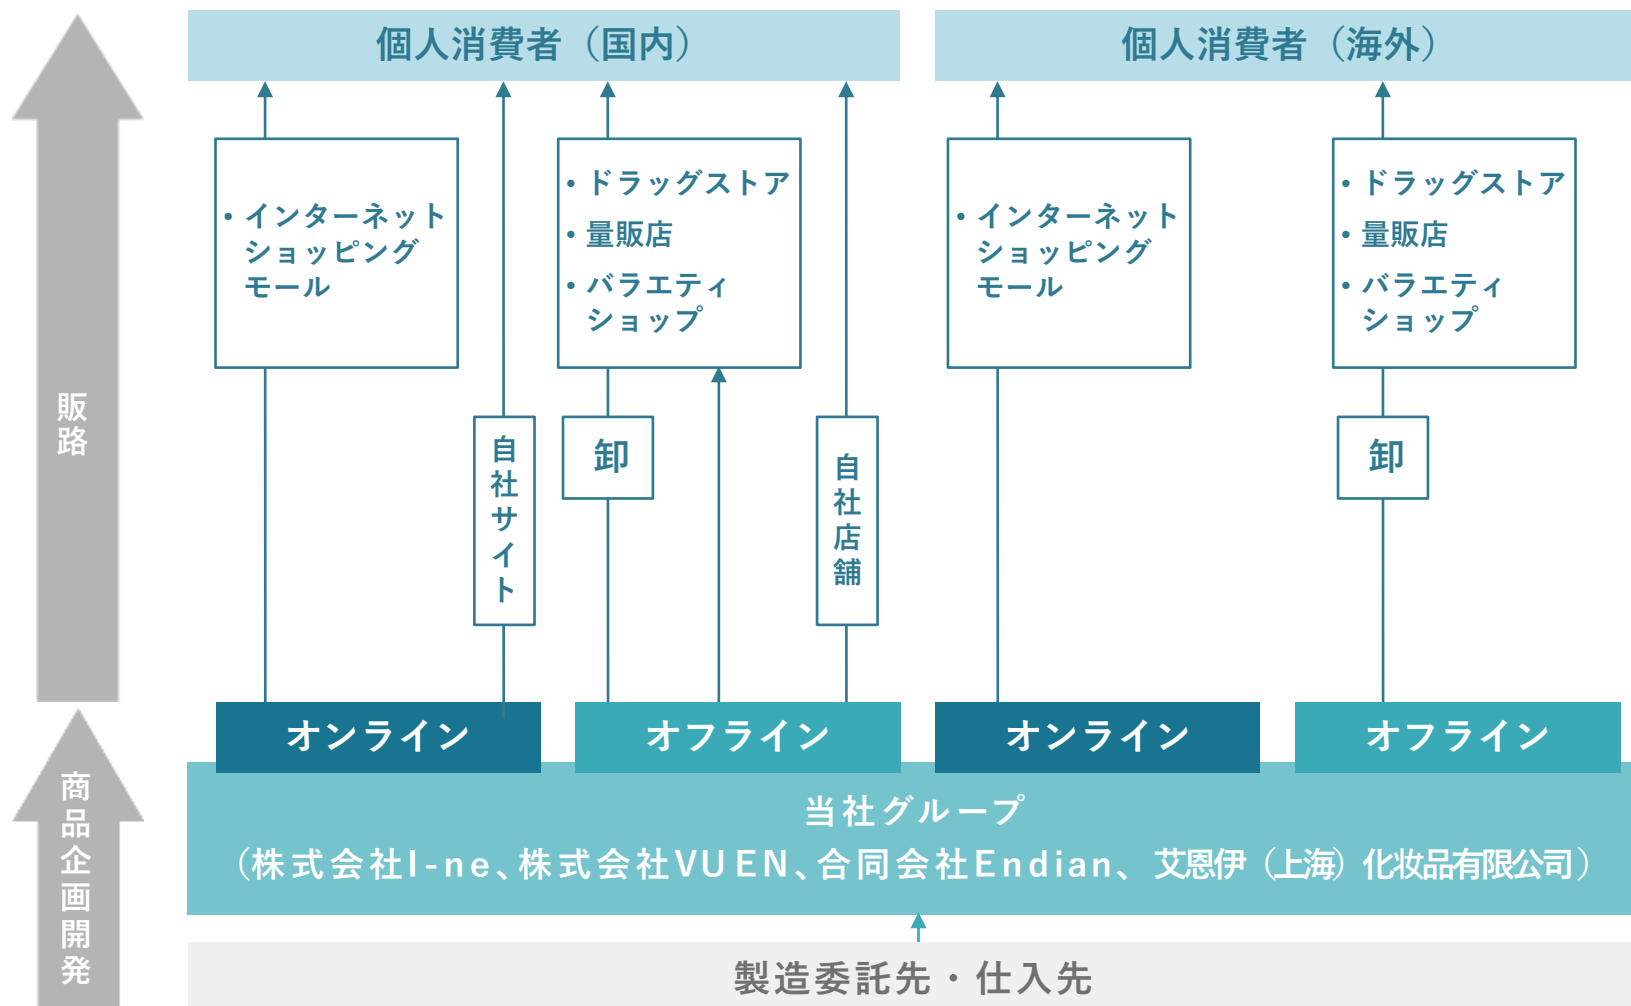 個人消費者（国内）
個人消費者（海外）
・インターネット
ショッピング
モール
・ドラッグストア
・量販店
・バラエティ
ショップ
・インターネット
ショッピング
モール
・ドラッグストア
・量販店
・バラエティ
ショップ
販路
自社サイト
卸
自社店舗
卸
オンライン
オフライン
オンライン
オフライン
商品企画開発
当社グループ
（株式会社I-ne、株式会社VUEN、合同会社Endian、艾恩伊（上海）化妆品有限公司）
製造委託先・仕入先